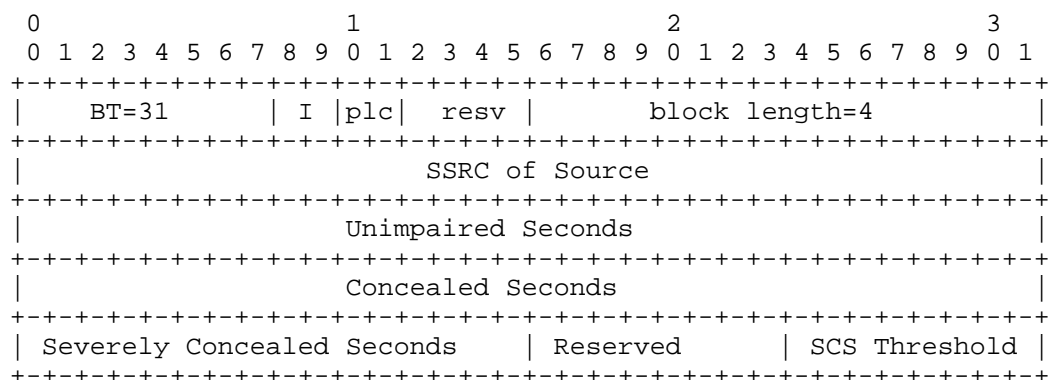 0                   1                   2                   3
 0 1 2 3 4 5 6 7 8 9 0 1 2 3 4 5 6 7 8 9 0 1 2 3 4 5 6 7 8 9 0 1
+-+-+-+-+-+-+-+-+-+-+-+-+-+-+-+-+-+-+-+-+-+-+-+-+-+-+-+-+-+-+-+-+
|    BT=31      | I |plc|  resv |       block length=4          |
+-+-+-+-+-+-+-+-+-+-+-+-+-+-+-+-+-+-+-+-+-+-+-+-+-+-+-+-+-+-+-+-+
|                         SSRC of Source                        |
+-+-+-+-+-+-+-+-+-+-+-+-+-+-+-+-+-+-+-+-+-+-+-+-+-+-+-+-+-+-+-+-+
|                    Unimpaired Seconds                         |
+-+-+-+-+-+-+-+-+-+-+-+-+-+-+-+-+-+-+-+-+-+-+-+-+-+-+-+-+-+-+-+-+
|                    Concealed Seconds                          |
+-+-+-+-+-+-+-+-+-+-+-+-+-+-+-+-+-+-+-+-+-+-+-+-+-+-+-+-+-+-+-+-+
| Severely Concealed Seconds    | Reserved      | SCS Threshold |
+-+-+-+-+-+-+-+-+-+-+-+-+-+-+-+-+-+-+-+-+-+-+-+-+-+-+-+-+-+-+-+-+